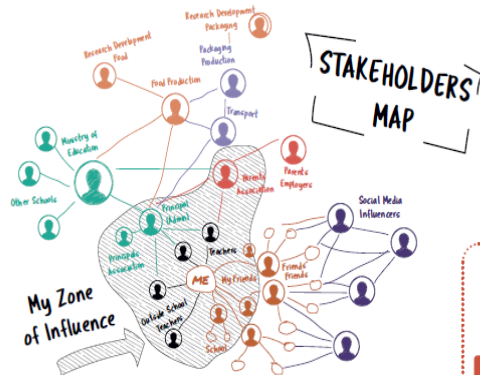 Research Development
Packaging
Research Development
Food
Packaging
Production
Food Production
STAKEHOLDERS
MAP
Transport
Ministry of
Education
Parents
Association
Parents
Employers
Other Schools
Principal
(Admn)
Social Media
Influencers
Principals
Association
Teachers
My Zone
of Influence
ME
My Friends
Friends'
Friends
Outside School
Teachers
School